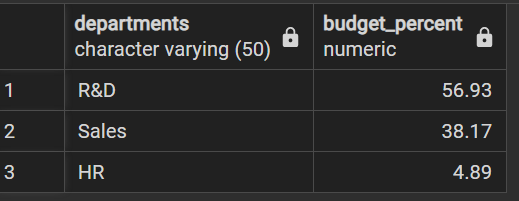 departments budget_percent
character varying (50) numeric
1 R&D 56.93
2 Sales 38.17
3 HR 4.89